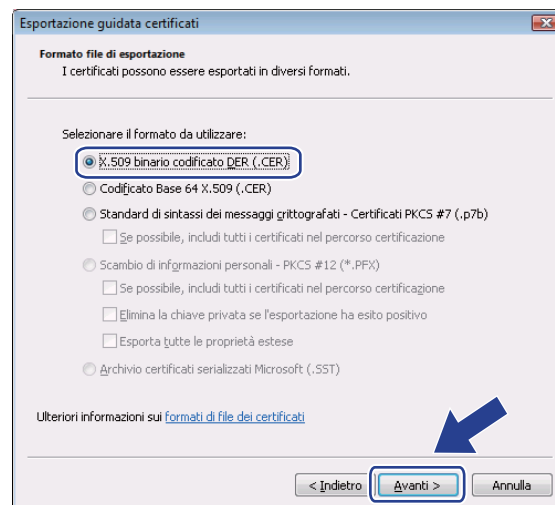 Esportazione guidata certificati
Formato file di esportazione
I certificati possono essere esportati in diversi formati.
Selezionare il formato da utilizzare:
X.509 binario codificato DER (.CER)
Codificato Base 64 X.509 (.CER)
Standard di sintassi dei messaggi crittografati - Certificati PKCS #7 (.p7b)
Se possibile, includi tutti i certificati nel percorso certificazione
Scambio di informazioni personali - PKCS #12 (*.PFX)
Se possibile, includi tutti i certificati nel percorso certificazione
Elimina la chiave privata se l'esportazione ha esito positivo
Esporta tutte le proprietà estese
Archivio certificati serializzati Microsoft (.SST)
Ulteriori informazioni sui formati di file dei certificati
< Indietro Avanti > Annulla